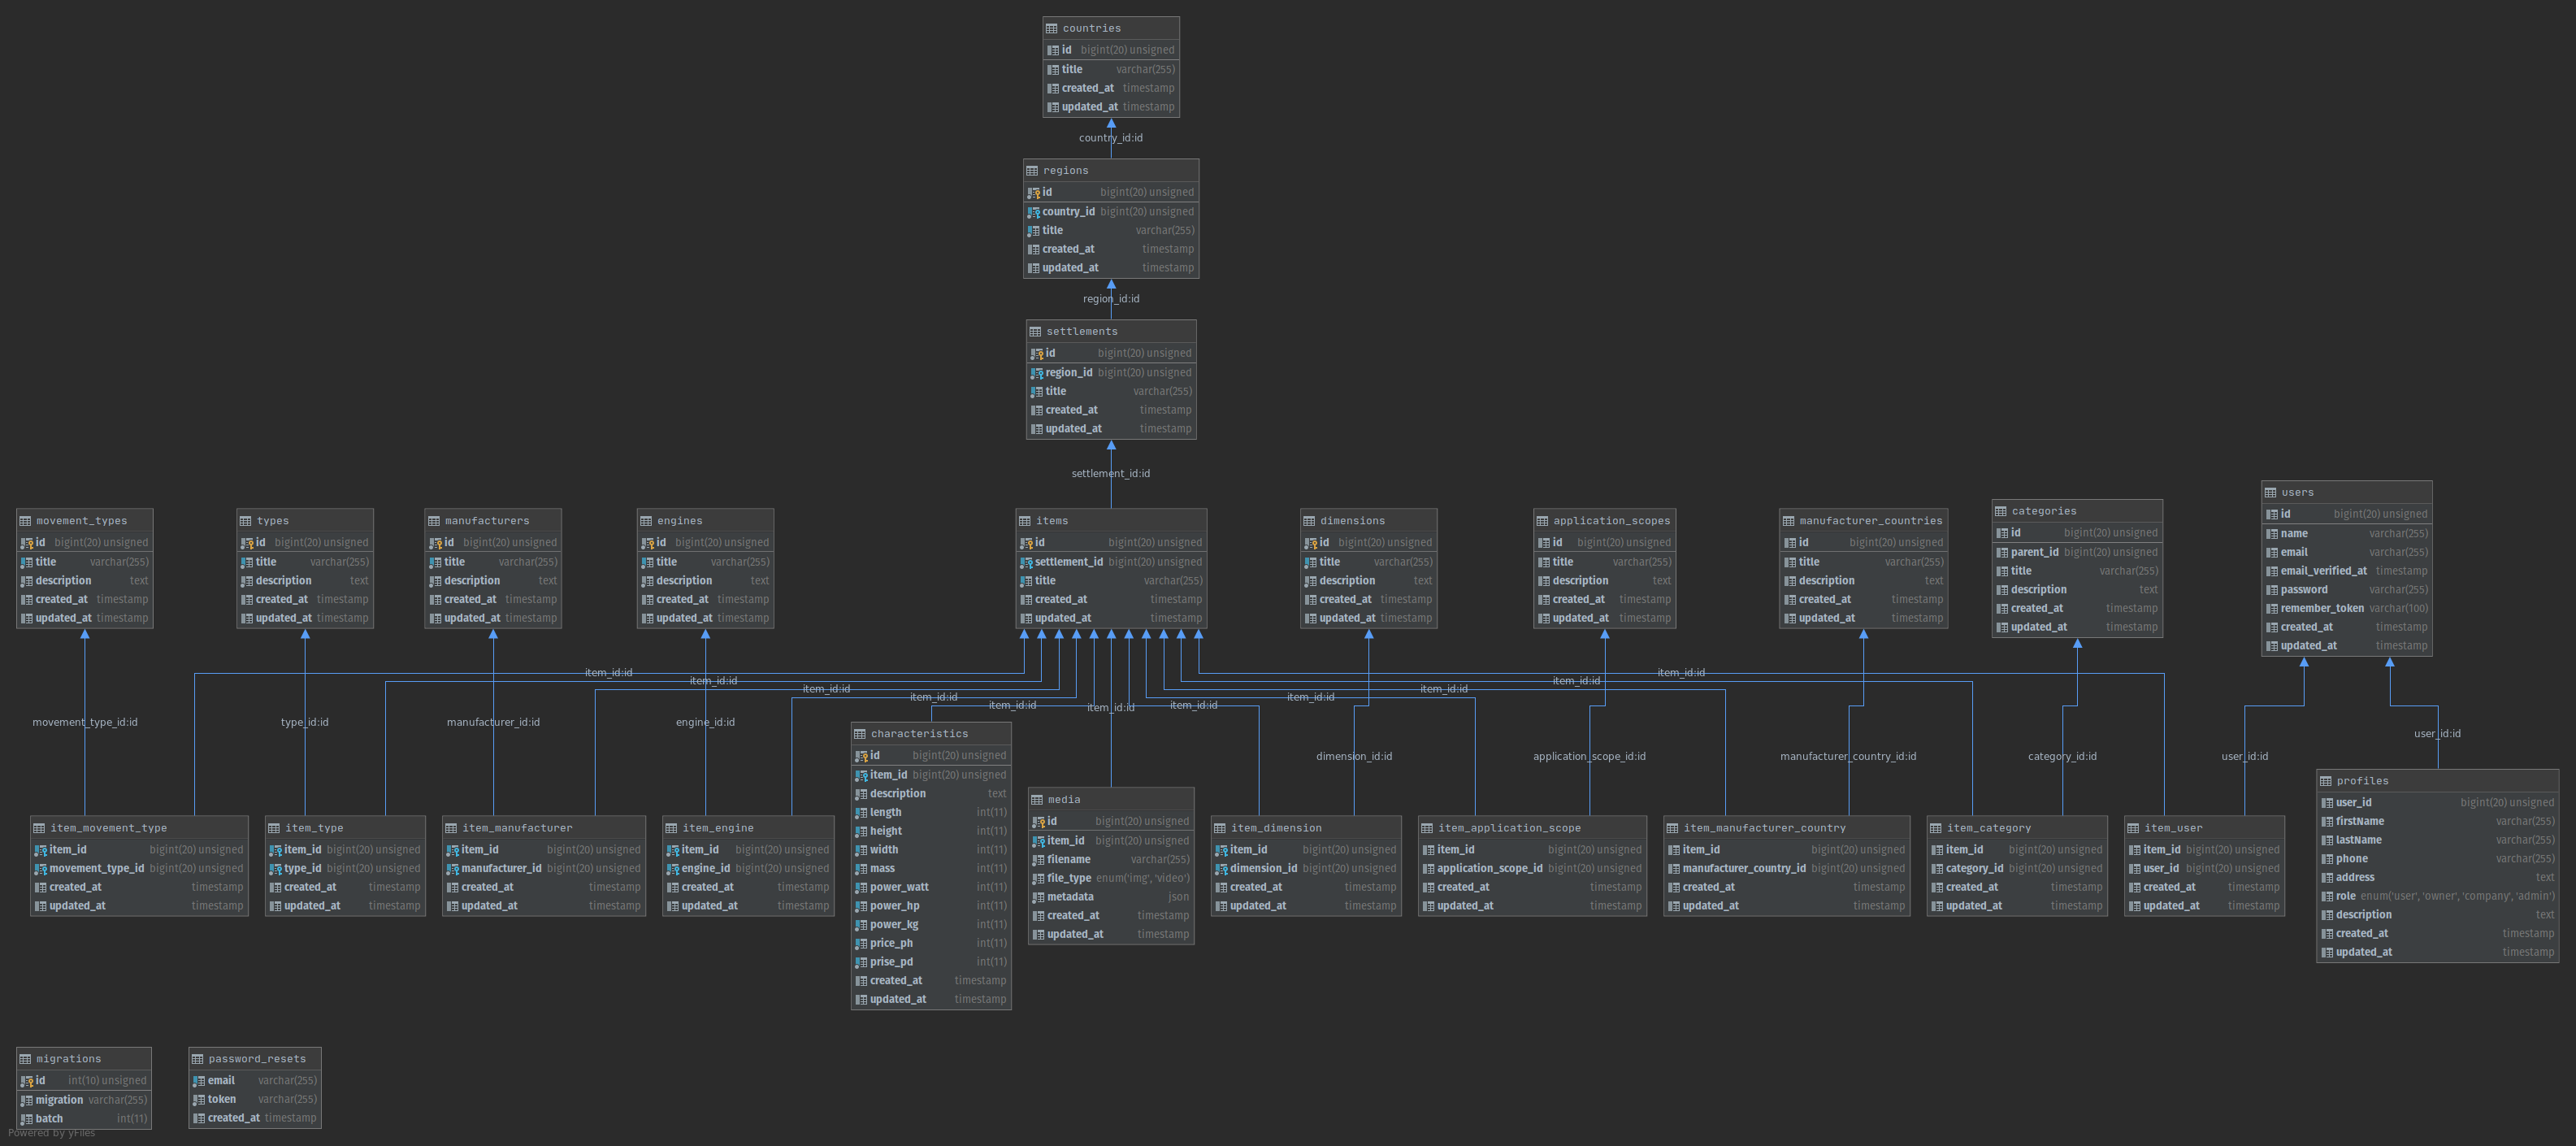 countries
id bigint(20) unsigned
title varchar(255)
created_at timestamp
updated_at timestamp
country_id:id
regions
id bigint(20) unsigned
country_id bigint(20) unsigned
title varchar(255)
created_at timestamp
updated_at timestamp
region_id:id
settlements
id bigint(20) unsigned
region_id bigint(20) unsigned
title varchar(255)
created_at timestamp
updated_at timestamp
settlement_id:id
movement_types
id bigint(20) unsigned
title varchar(255)
description text
created_at timestamp
updated_at timestamp
types
id bigint(20) unsigned
title varchar(255)
description text
created_at timestamp
updated_at timestamp
manufacturers
id bigint(20) unsigned
title varchar(255)
description text
created_at timestamp
updated_at timestamp
engines
id bigint(20) unsigned
title varchar(255)
description text
created_at timestamp
updated_at timestamp
items
id bigint(20) unsigned
settlement_id bigint(20) unsigned
title varchar(255)
created_at timestamp
updated_at timestamp
dimensions
id bigint(20) unsigned
title varchar(255)
description text
created_at timestamp
updated_at timestamp
application_scopes
id bigint(20) unsigned
title varchar(255)
description text
created_at timestamp
updated_at timestamp
manufacturer_countries
id bigint(20) unsigned
title varchar(255)
description text
created_at timestamp
updated_at timestamp
categories
id bigint(20) unsigned
parent_id bigint(20) unsigned
title varchar(255)
description text
created_at timestamp
updated_at timestamp
users
id bigint(20) unsigned
name varchar(255)
email varchar(255)
email_verified_at timestamp
password varchar(255)
remember_token varchar(100)
created_at timestamp
updated_at timestamp
item_id:id
item_id:id
item_id:id
item_id:id
item_id:id
item_id:id
item_id:id
item_id:id
item_id:id
item_id:id
item_id:id
movement_type_id:id
type_id:id
manufacturer_id:id
engine_id:id
dimension_id:id
application_scope_id:id
manufacturer_country_id:id
category_id:id
user_id:id
user_id:id
item_movement_type
item_id bigint(20) unsigned
movement_type_id bigint(20) unsigned
created_at timestamp
updated_at timestamp
item_type
item_id bigint(20) unsigned
type_id bigint(20) unsigned
created_at timestamp
updated_at timestamp
item_manufacturer
item_id bigint(20) unsigned
manufacturer_id bigint(20) unsigned
created_at timestamp
updated_at timestamp
item_engine
item_id bigint(20) unsigned
engine_id bigint(20) unsigned
created_at timestamp
updated_at timestamp
characteristics
id bigint(20) unsigned
item_id bigint(20) unsigned
description text
length int(11)
height int(11)
width int(11)
mass int(11)
power_watt int(11)
power_hp int(11)
power_kg int(11)
price_ph int(11)
prise_pd int(11)
created_at timestamp
updated_at timestamp
media
id bigint(20) unsigned
item_id bigint(20) unsigned
filename varchar(255)
file_type enum('img', 'video')
metadata json
created_at timestamp
updated_at timestamp
item_dimension
item_id bigint(20) unsigned
dimension_id bigint(20) unsigned
created_at timestamp
updated_at timestamp
item_application_scope
item_id bigint(20) unsigned
application_scope_id bigint(20) unsigned
created_at timestamp
updated_at timestamp
item_manufacturer_country
item_id bigint(20) unsigned
manufacturer_country_id bigint(20) unsigned
created_at timestamp
updated_at timestamp
item_category
item_id bigint(20) unsigned
category_id bigint(20) unsigned
created_at timestamp
updated_at timestamp
item_user
item_id bigint(20) unsigned
user_id bigint(20) unsigned
created_at timestamp
updated_at timestamp
profiles
user_id bigint(20) unsigned
firstName varchar(255)
lastName varchar(255)
phone varchar(255)
address text
role enum('user', 'owner', 'company', 'admin')
description text
created_at timestamp
updated_at timestamp
migrations
id int(10) unsigned
migration varchar(255)
batch int(11)
password_resets
email varchar(255)
token varchar(255)
created_at timestamp
Powered by yFiles